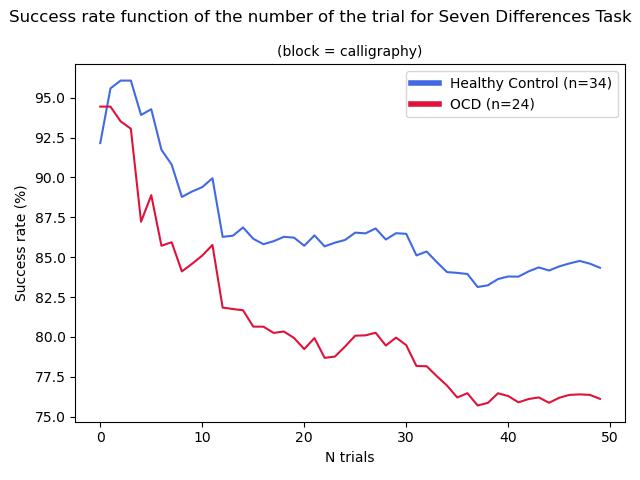 Success rate function of the number of the trial for Seven Differences Task
(block = calligraphy)
Healthy Control (n=34)
OCD (n=24)
Success rate (%)
95.0
92.5
90.0
87.5
85.0
82.5
80.0
77.5
75.0
0 10 20 30 40 50
N trials